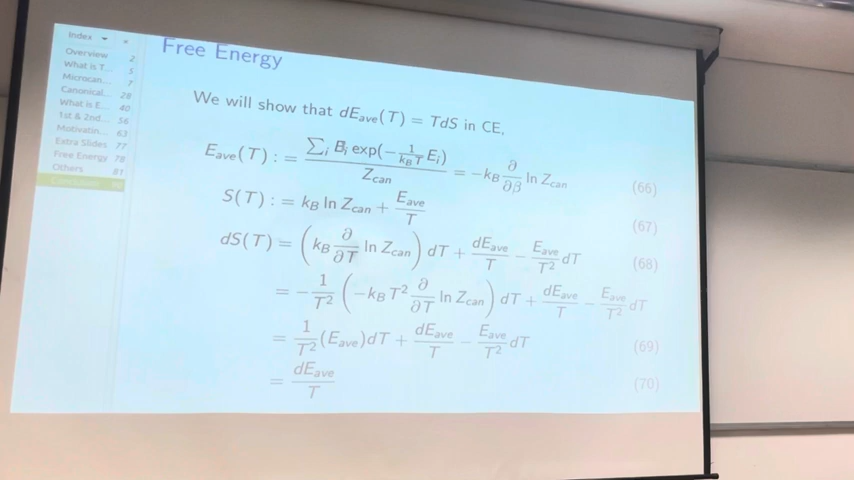 Index
Overview 2
What is T... 5
Microcan... 7
Canonical... 28
What is E... 40
1st & 2nd... 56
Motivatin... 63
Extra Slides 77
Free Energy 78
Others 81
Free Energy
We will show that dE_ave(T) = TdS in CE,
E_ave(T) := ∑_i B_i exp(−1/(k_B T) E_i) / Z_can = −k_B ∂/∂β ln Z_can (66)
S(T) := k_B ln Z_can + E_ave/T (67)
dS(T) = (k_B ∂/∂T ln Z_can) dT + dE_ave/T − E_ave/T² dT (68)
= −1/T² (−k_B T² ∂/∂T ln Z_can) dT + dE_ave/T − E_ave/T² dT
= 1/T² (E_ave)dT + dE_ave/T − E_ave/T² dT (69)
= dE_ave/T (70)